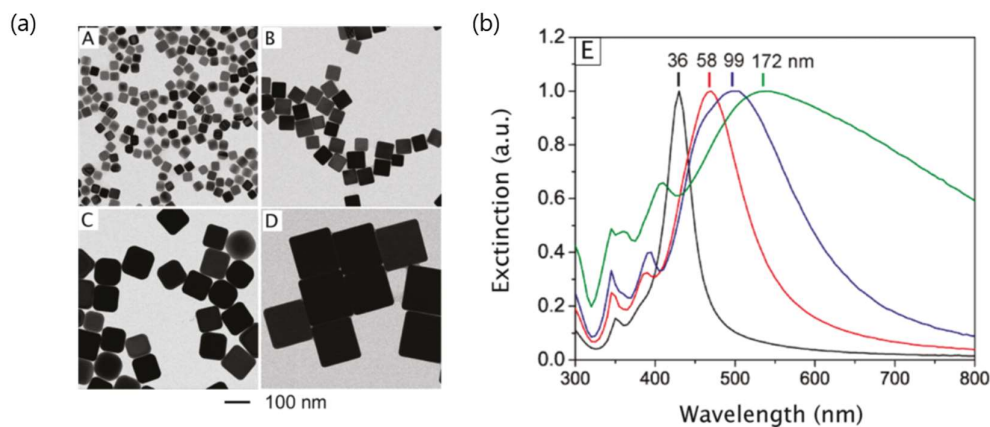 (a)
A
B
C
D
100 nm
(b)
E
36 58 99 172 nm
1.2
1.0
0.8
0.6
0.4
0.2
0.0
Exctinction (a.u.)
300 400 500 600 700 800
Wavelength (nm)